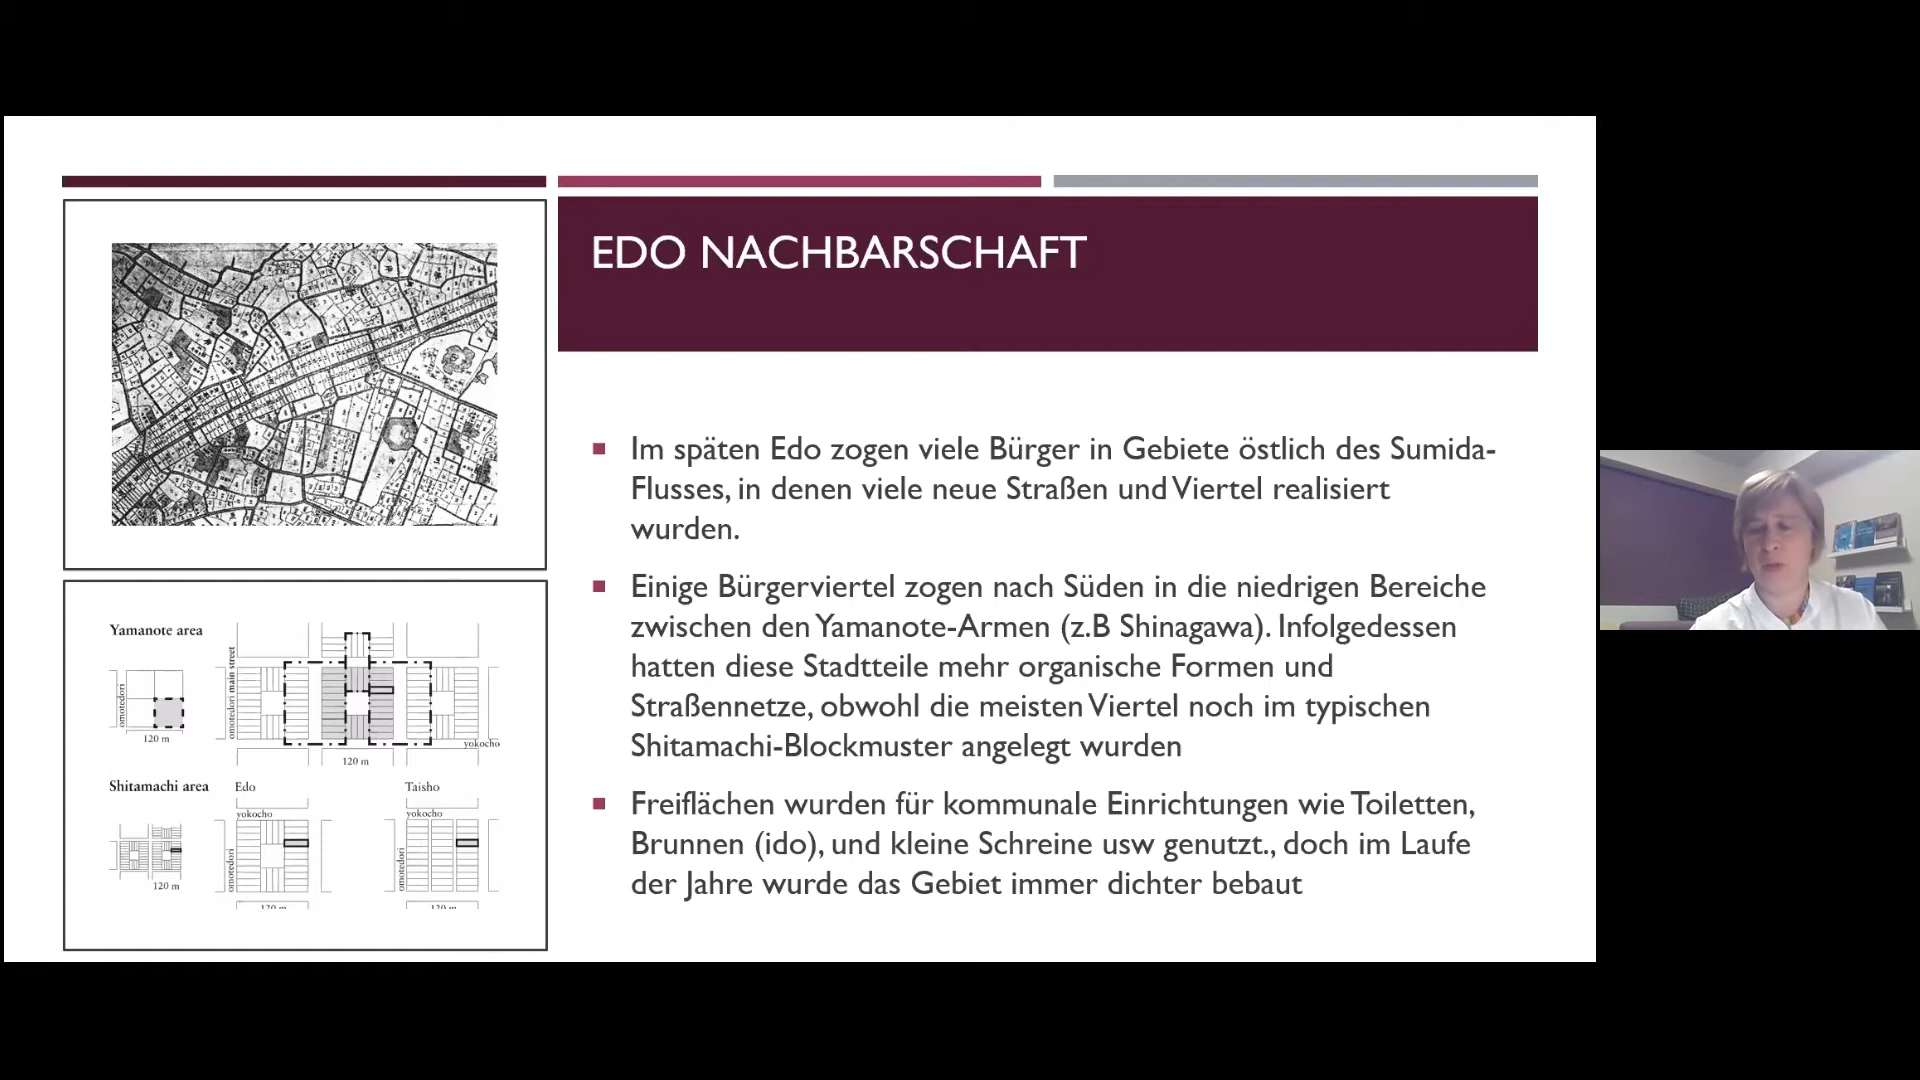 EDO NACHBARSCHAFT
Im späten Edo zogen viele Bürger in Gebiete östlich des Sumida-
Flusses, in denen viele neue Straßen und Viertel realisiert
wurden.
Einige Bürgerviertel zogen nach Süden in die niedrigen Bereiche
zwischen den Yamanote-Armen (z.B Shinagawa). Infolgedessen
hatten diese Stadtteile mehr organische Formen und
Straßennetze, obwohl die meisten Viertel noch im typischen
Shitamachi-Blockmuster angelegt wurden
Freiflächen wurden für kommunale Einrichtungen wie Toiletten,
Brunnen (ido), und kleine Schreine usw genutzt., doch im Laufe
der Jahre wurde das Gebiet immer dichter bebaut
Yamanote area
omotedori
120 m
omotedori main street
yokocho
120 m
Shitamachi area
120 m
Edo
yokocho
omotedori
120 m
Taisho
yokocho
omotedori
120 m